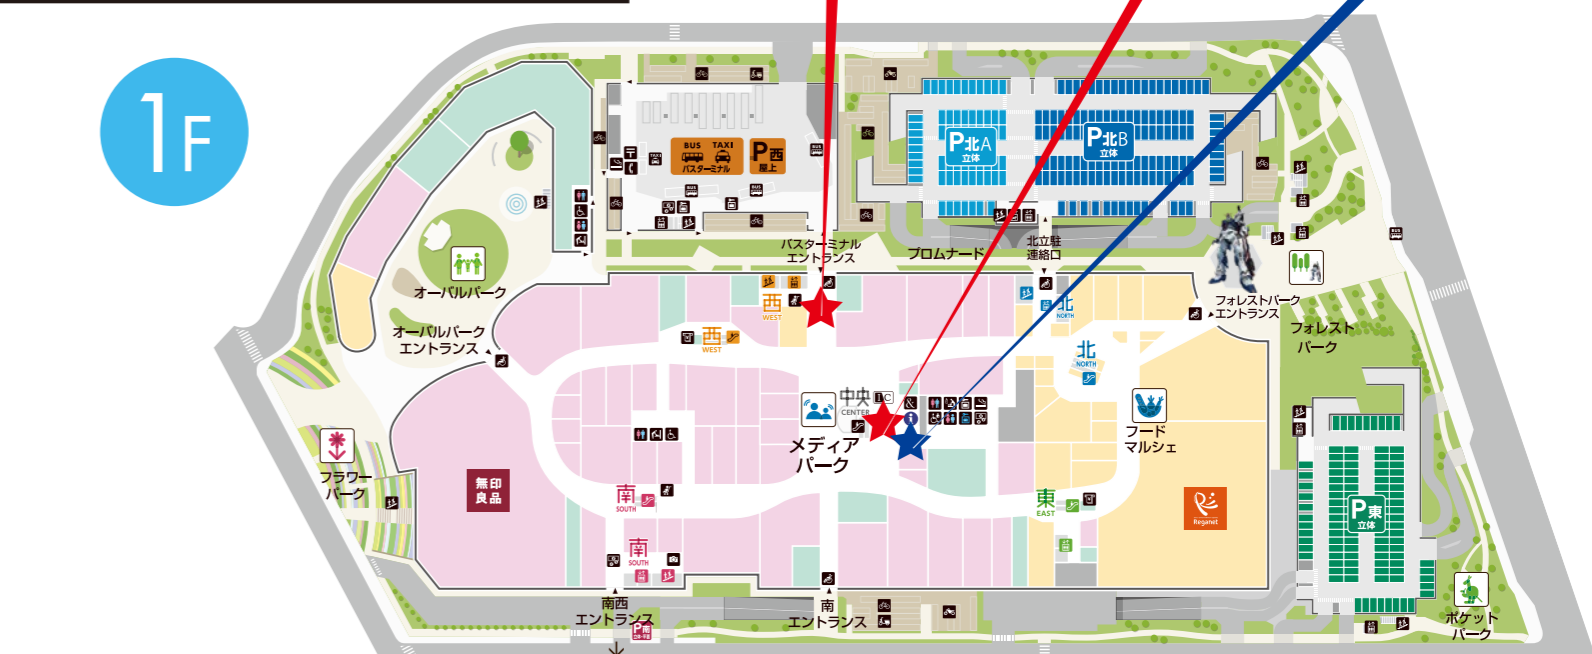 1F
BUS TAXI
バスターミナル
P西
屋上
P北A
立体
P北B
立体
TAXI
BUS
BUS
BUS
BUS
バスターミナル
エントランス
プロムナード
北立駐
連絡口
オーバルパーク
オーバルパーク
エントランス
西
WEST
西
WEST
北
NORTH
北
NORTH
フォレストパーク
エントランス
フォレスト
パーク
中央
CENTER
IC
メディア
パーク
フード
マルシェ
フラワー
パーク
無印
良品
南
SOUTH
南
SOUTH
東
EAST
Reganet
P東
立体
南西
エントランス
P南
南
エントランス
ポケット
パーク